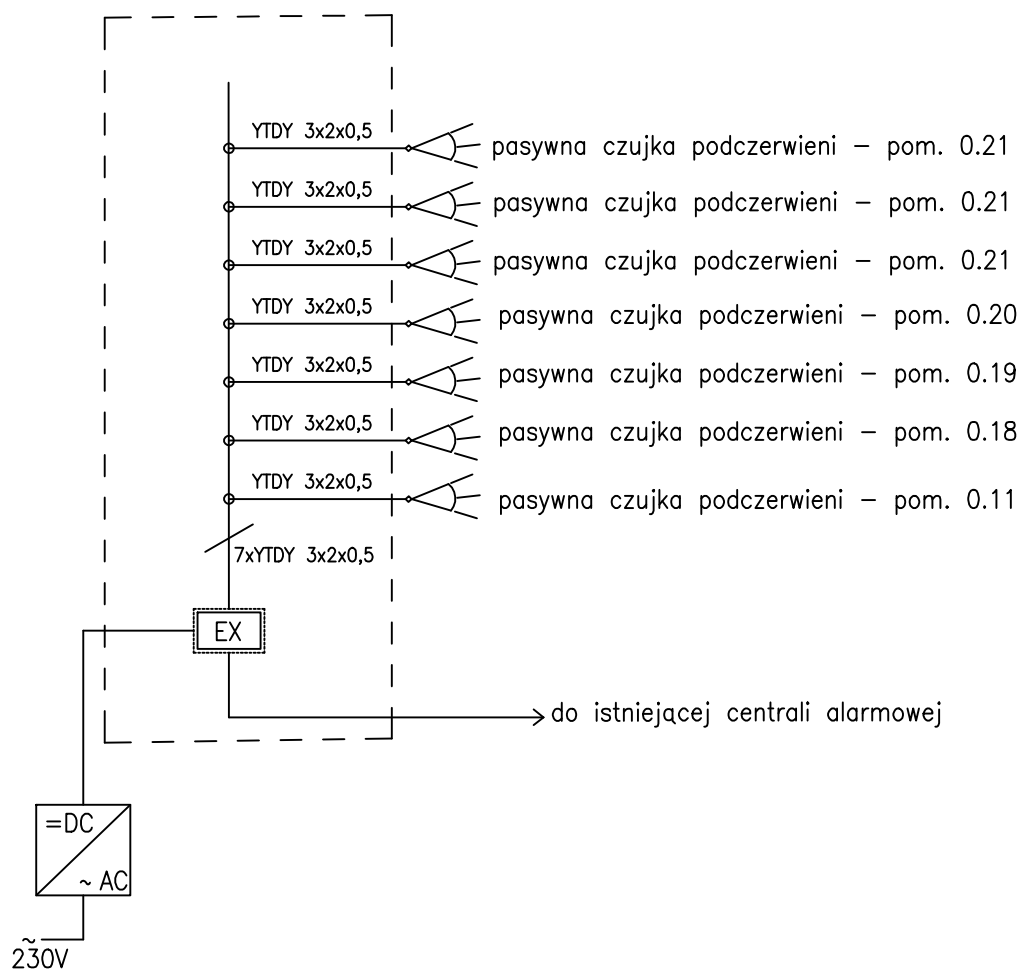 YTDY 3x2x0,5 pasywna czujka podczerwieni – pom. 0.21
YTDY 3x2x0,5 pasywna czujka podczerwieni – pom. 0.21
YTDY 3x2x0,5 pasywna czujka podczerwieni – pom. 0.21
YTDY 3x2x0,5 pasywna czujka podczerwieni – pom. 0.20
YTDY 3x2x0,5 pasywna czujka podczerwieni – pom. 0.19
YTDY 3x2x0,5 pasywna czujka podczerwieni – pom. 0.18
YTDY 3x2x0,5 pasywna czujka podczerwieni – pom. 0.11
7xYTDY 3x2x0,5
EX
do istniejącej centrali alarmowej
=DC
~ AC
~
230V